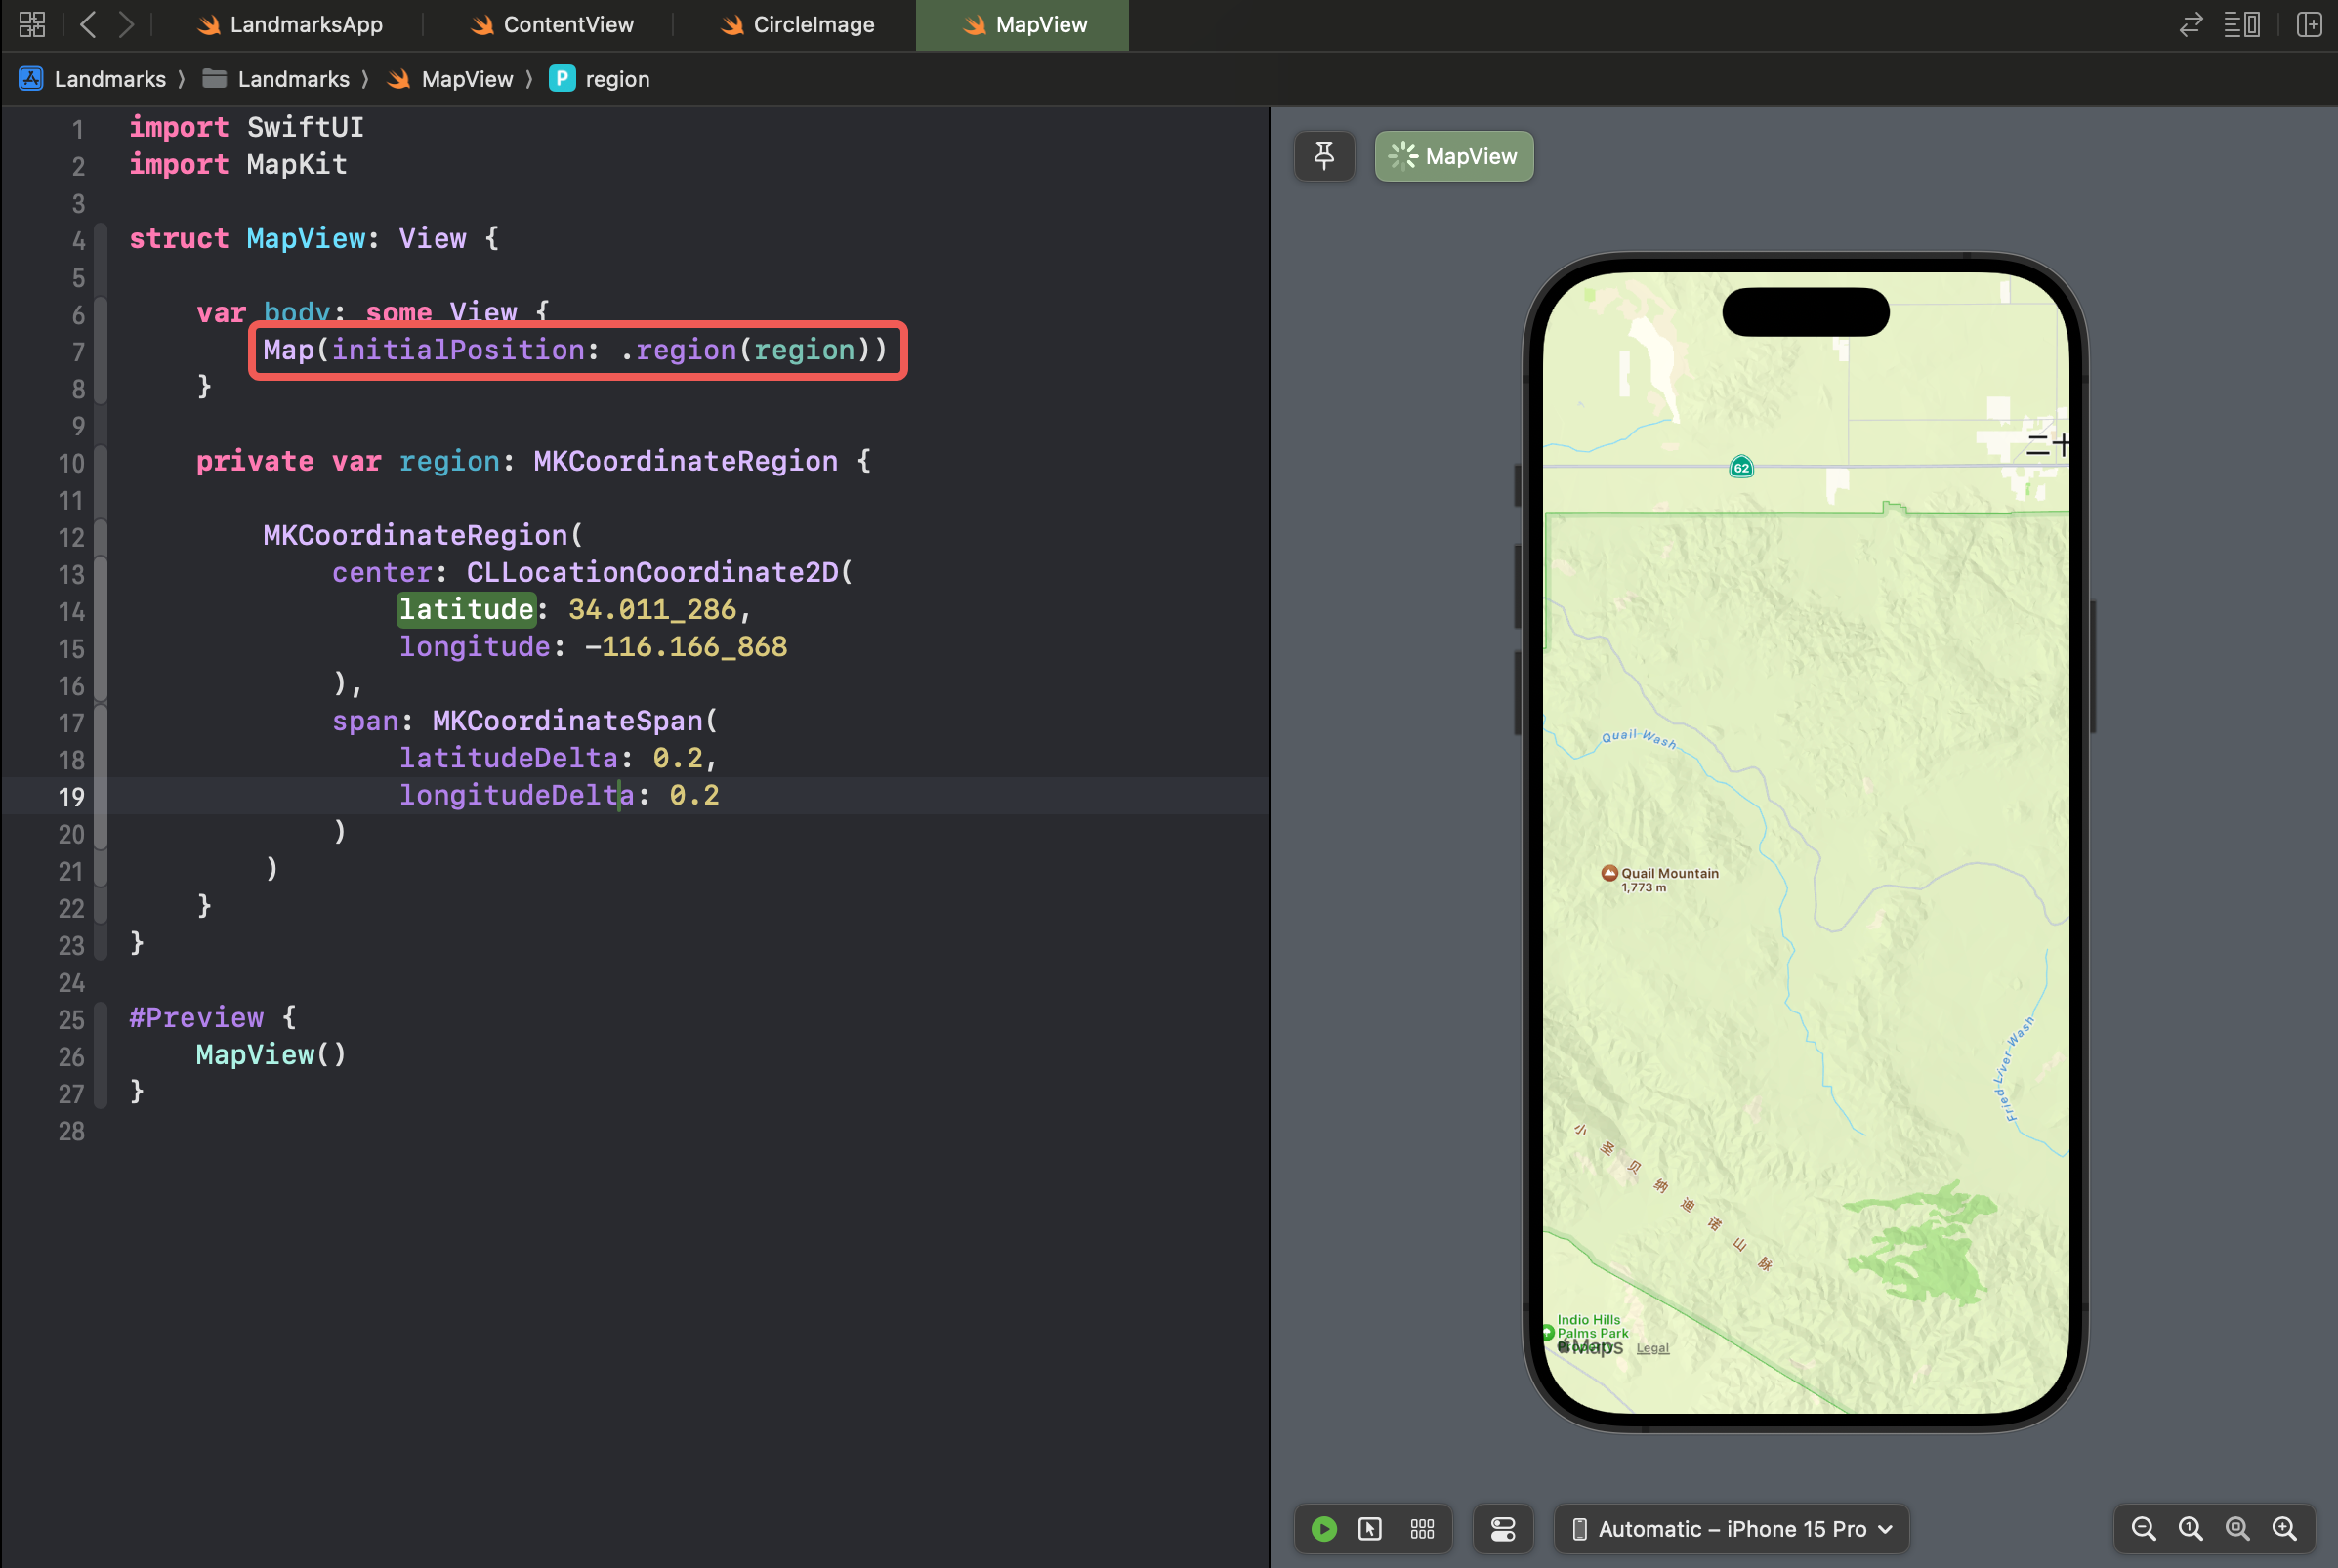 LandmarksApp ContentView CircleImage MapView
Landmarks 〉 Landmarks 〉 MapView 〉 P region
1 import SwiftUI
2 import MapKit
3
4 struct MapView: View {
5
6 var body: some View {
7 Map(initialPosition: .region(region))
8 }
9
10 private var region: MKCoordinateRegion {
11
12 MKCoordinateRegion(
13 center: CLLocationCoordinate2D(
14 latitude: 34.011_286,
15 longitude: -116.166_868
16 ),
17 span: MKCoordinateSpan(
18 latitudeDelta: 0.2,
19 longitudeDelta: 0.2
20 )
21 )
22 }
23 }
24
25 #Preview {
26 MapView()
27 }
28
MapView
62
二十
Quail Wash
Quail Mountain
1,773 m
Fried Liver Wash
小圣贝纳迪诺山脉
Indio Hills
Palms Park
Maps Legal
Automatic – iPhone 15 Pro